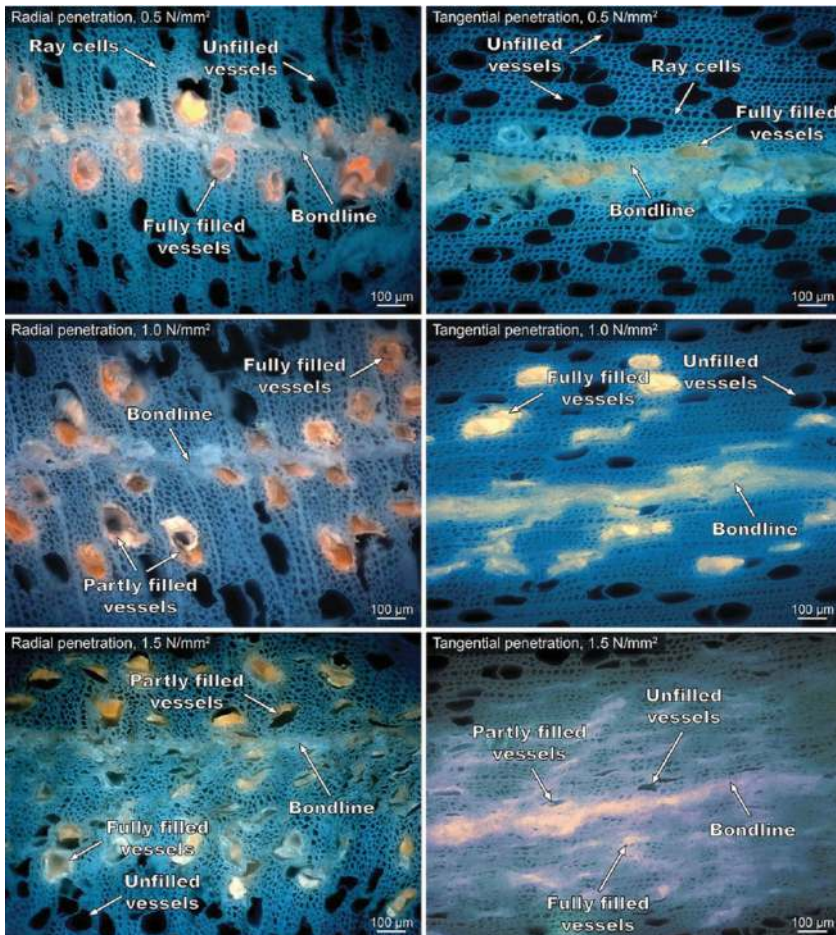 Radial penetration, 0.5 N/mm²
Ray cells
Unfilled
vessels
Fully filled
vessels
Bondline
100 µm
Tangential penetration, 0.5 N/mm²
Unfilled
vessels
Ray cells
Fully filled
vessels
Bondline
100 µm
Radial penetration, 1.0 N/mm²
Fully filled
vessels
Bondline
Partly filled
vessels
100 µm
Tangential penetration, 1.0 N/mm²
Unfilled
vessels
Fully filled
vessels
Bondline
100 µm
Radial penetration, 1.5 N/mm²
Partly filled
vessels
Bondline
Fully filled
vessels
Unfilled
vessels
100 µm
Tangential penetration, 1.5 N/mm²
Unfilled
vessels
Partly filled
vessels
Bondline
Fully filled
vessels
100 µm